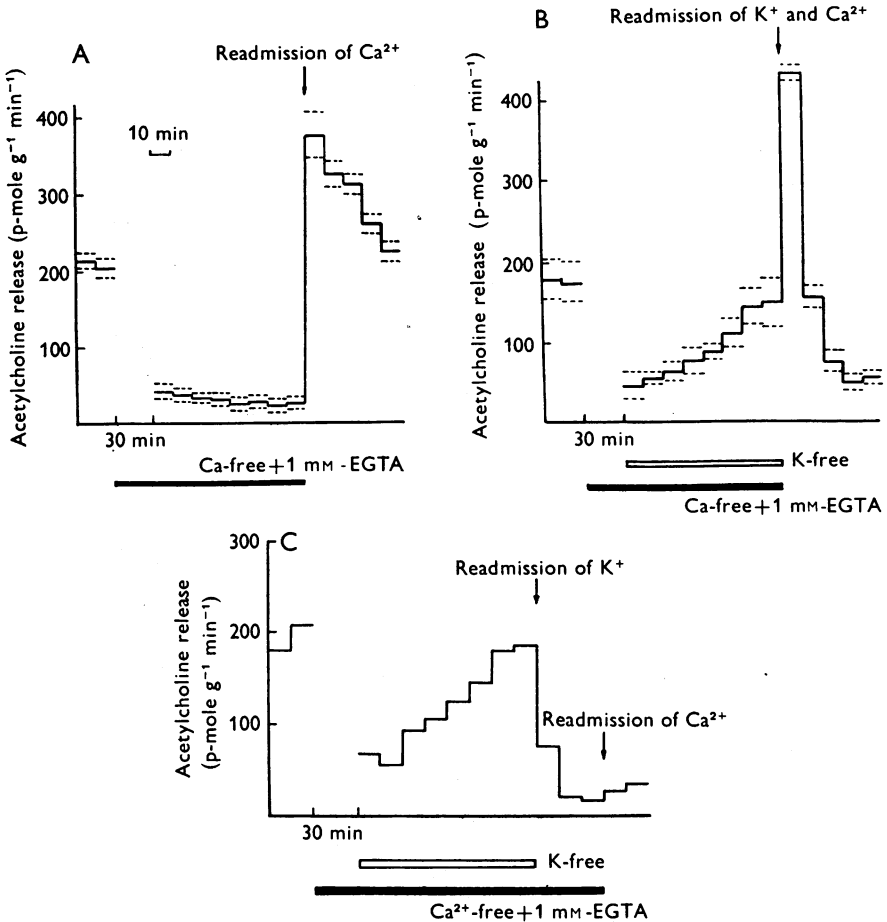 A
Readmission of Ca²⁺
Acetylcholine release (p-mole g⁻¹ min⁻¹)
400
300
200
100
10 min
30 min
Ca-free+1 mM-EGTA
B
Readmission of K⁺ and Ca²⁺
Acetylcholine release (p-mole g⁻¹ min⁻¹)
400
300
200
100
30 min
K-free
Ca-free+1 mM-EGTA
C
Acetylcholine release
(p-mole g⁻¹ min⁻¹)
300
200
100
Readmission of K⁺
Readmission of Ca²⁺
30 min
K-free
Ca²⁺-free+1 mM-EGTA